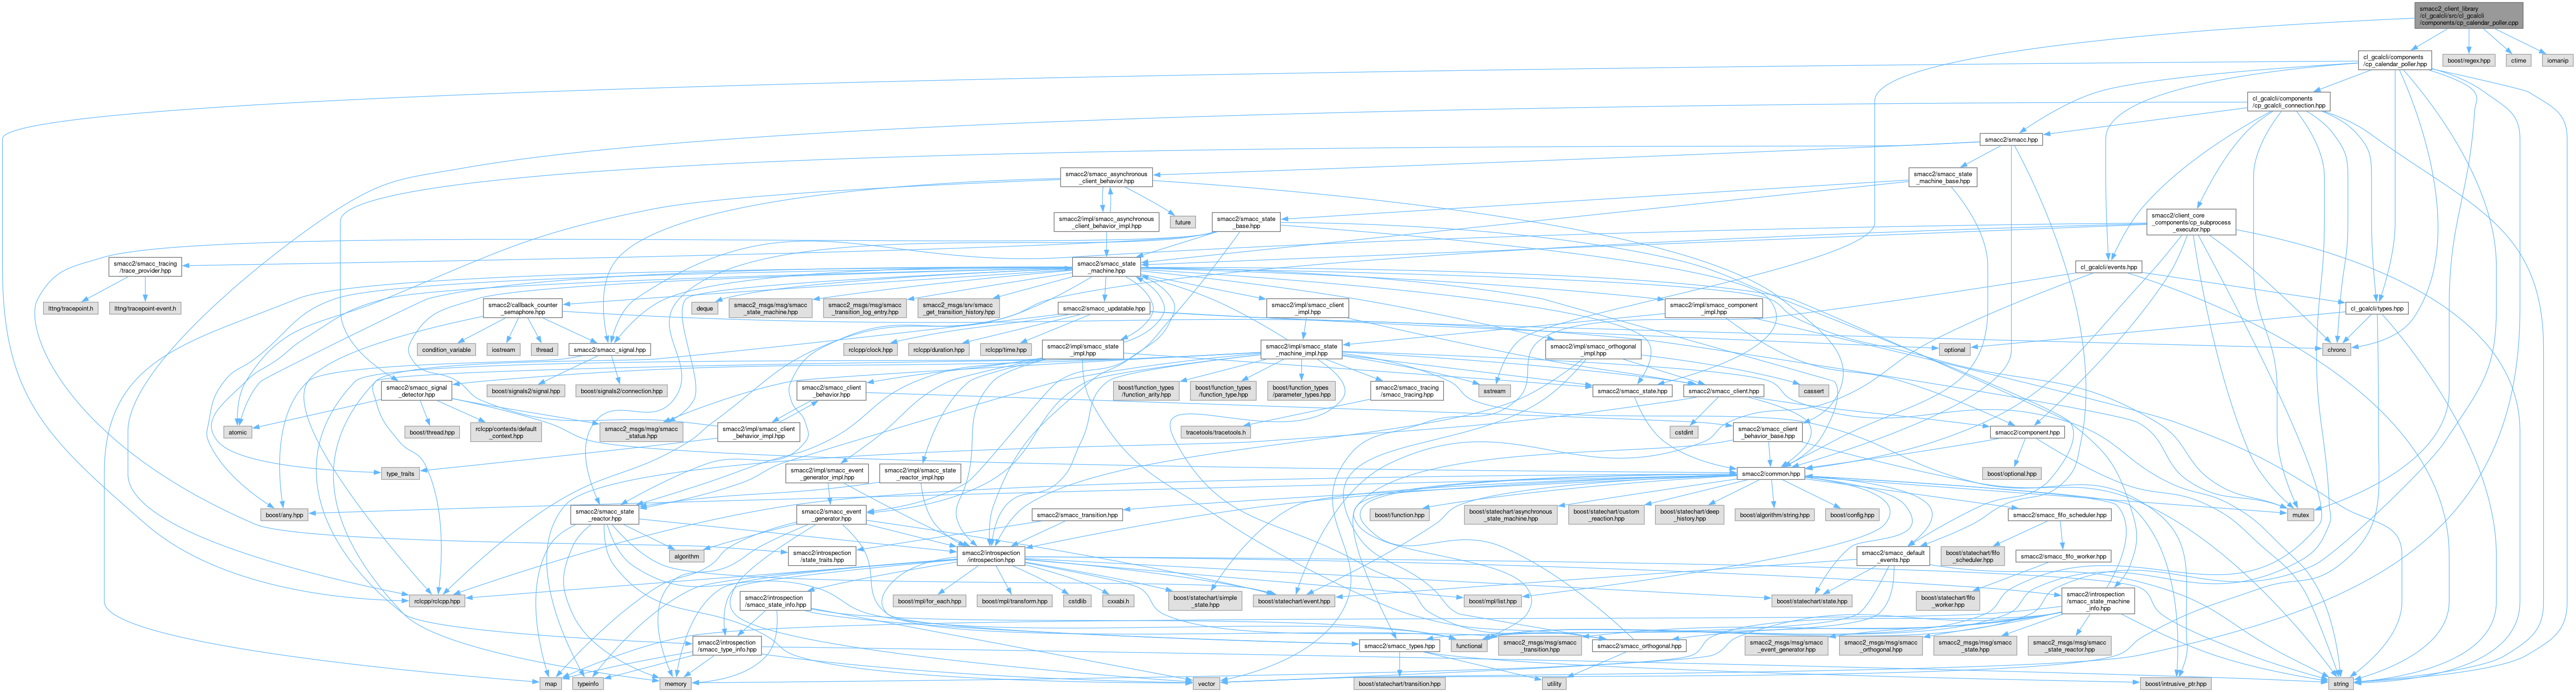 smacc2_client_library
/cl_gcalcli/src/cl_gcalcli
/components/cp_calendar_poller.cpp
cl_gcalcli/components
/cp_calendar_poller.hpp
boost/regex.hpp
ctime
iomanip
cl_gcalcli/components
/cp_gcalcli_connection.hpp
smacc2/smacc.hpp
smacc2/smacc_asynchronous
_client_behavior.hpp
smacc2/smacc_state
_machine_base.hpp
smacc2/impl/smacc_asynchronous
_client_behavior_impl.hpp
future
smacc2/smacc_state
_base.hpp
smacc2/client_core
_components/cp_subprocess
_executor.hpp
smacc2/smacc_tracing
/trace_provider.hpp
smacc2/smacc_state
_machine.hpp
cl_gcalcli/events.hpp
lttng/tracepoint.h
lttng/tracepoint-event.h
smacc2/callback_counter
_semaphore.hpp
deque
smacc2_msgs/msg/smacc
_state_machine.hpp
smacc2_msgs/msg/smacc
_transition_log_entry.hpp
smacc2_msgs/srv/smacc
_get_transition_history.hpp
smacc2/smacc_updatable.hpp
smacc2/impl/smacc_client
_impl.hpp
smacc2/impl/smacc_component
_impl.hpp
cl_gcalcli/types.hpp
condition_variable
iostream
thread
smacc2/smacc_signal.hpp
rclcpp/clock.hpp
rclcpp/duration.hpp
rclcpp/time.hpp
smacc2/impl/smacc_state
_impl.hpp
smacc2/impl/smacc_state
_machine_impl.hpp
smacc2/impl/smacc_orthogonal
_impl.hpp
optional
chrono
smacc2/smacc_signal
_detector.hpp
boost/signals2/signal.hpp
boost/signals2/connection.hpp
smacc2/smacc_client
_behavior.hpp
boost/function_types
/function_arity.hpp
boost/function_types
/function_type.hpp
boost/function_types
/parameter_types.hpp
smacc2/smacc_tracing
/smacc_tracing.hpp
sstream
smacc2/smacc_state.hpp
smacc2/smacc_client.hpp
cassert
atomic
boost/thread.hpp
rclcpp/contexts/default
_context.hpp
smacc2_msgs/msg/smacc
_status.hpp
smacc2/impl/smacc_client
_behavior_impl.hpp
tracetools/tracetools.h
cstdint
smacc2/smacc_client
_behavior_base.hpp
smacc2/component.hpp
type_traits
smacc2/impl/smacc_event
_generator_impl.hpp
smacc2/impl/smacc_state
_reactor_impl.hpp
smacc2/common.hpp
boost/optional.hpp
boost/any.hpp
smacc2/smacc_state
_reactor.hpp
smacc2/smacc_event
_generator.hpp
smacc2/smacc_transition.hpp
boost/function.hpp
boost/statechart/asynchronous
_state_machine.hpp
boost/statechart/custom
_reaction.hpp
boost/statechart/deep
_history.hpp
boost/algorithm/string.hpp
boost/config.hpp
smacc2/smacc_fifo_scheduler.hpp
mutex
algorithm
smacc2/introspection
/state_traits.hpp
smacc2/introspection
/introspection.hpp
smacc2/smacc_default
_events.hpp
boost/statechart/fifo
_scheduler.hpp
smacc2/smacc_fifo_worker.hpp
rclcpp/rclcpp.hpp
smacc2/introspection
/smacc_state_info.hpp
boost/mpl/for_each.hpp
boost/mpl/transform.hpp
cstdlib
cxxabi.h
boost/statechart/simple
_state.hpp
boost/statechart/event.hpp
boost/mpl/list.hpp
boost/statechart/state.hpp
boost/statechart/fifo
_worker.hpp
smacc2/introspection
/smacc_state_machine
_info.hpp
smacc2/introspection
/smacc_type_info.hpp
smacc2/smacc_types.hpp
functional
smacc2_msgs/msg/smacc
_transition.hpp
smacc2/smacc_orthogonal.hpp
smacc2_msgs/msg/smacc
_event_generator.hpp
smacc2_msgs/msg/smacc
_orthogonal.hpp
smacc2_msgs/msg/smacc
_state.hpp
smacc2_msgs/msg/smacc
_state_reactor.hpp
map
typeinfo
memory
vector
boost/statechart/transition.hpp
utility
boost/intrusive_ptr.hpp
string